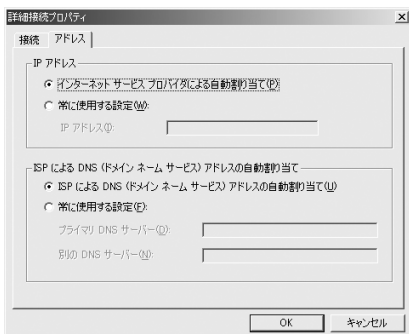 詳細接続プロパティ
接続 アドレス
IP アドレス
インターネット サービス プロバイダによる自動割り当て(P)
常に使用する設定(W):
IP アドレス(I):
ISP による DNS (ドメイン ネーム サービス) アドレスの自動割り当て
ISP による DNS (ドメイン ネーム サービス) アドレスの自動割り当て(U)
常に使用する設定(F):
プライマリ DNS サーバー(D):
別の DNS サーバー(N):
OK キャンセル